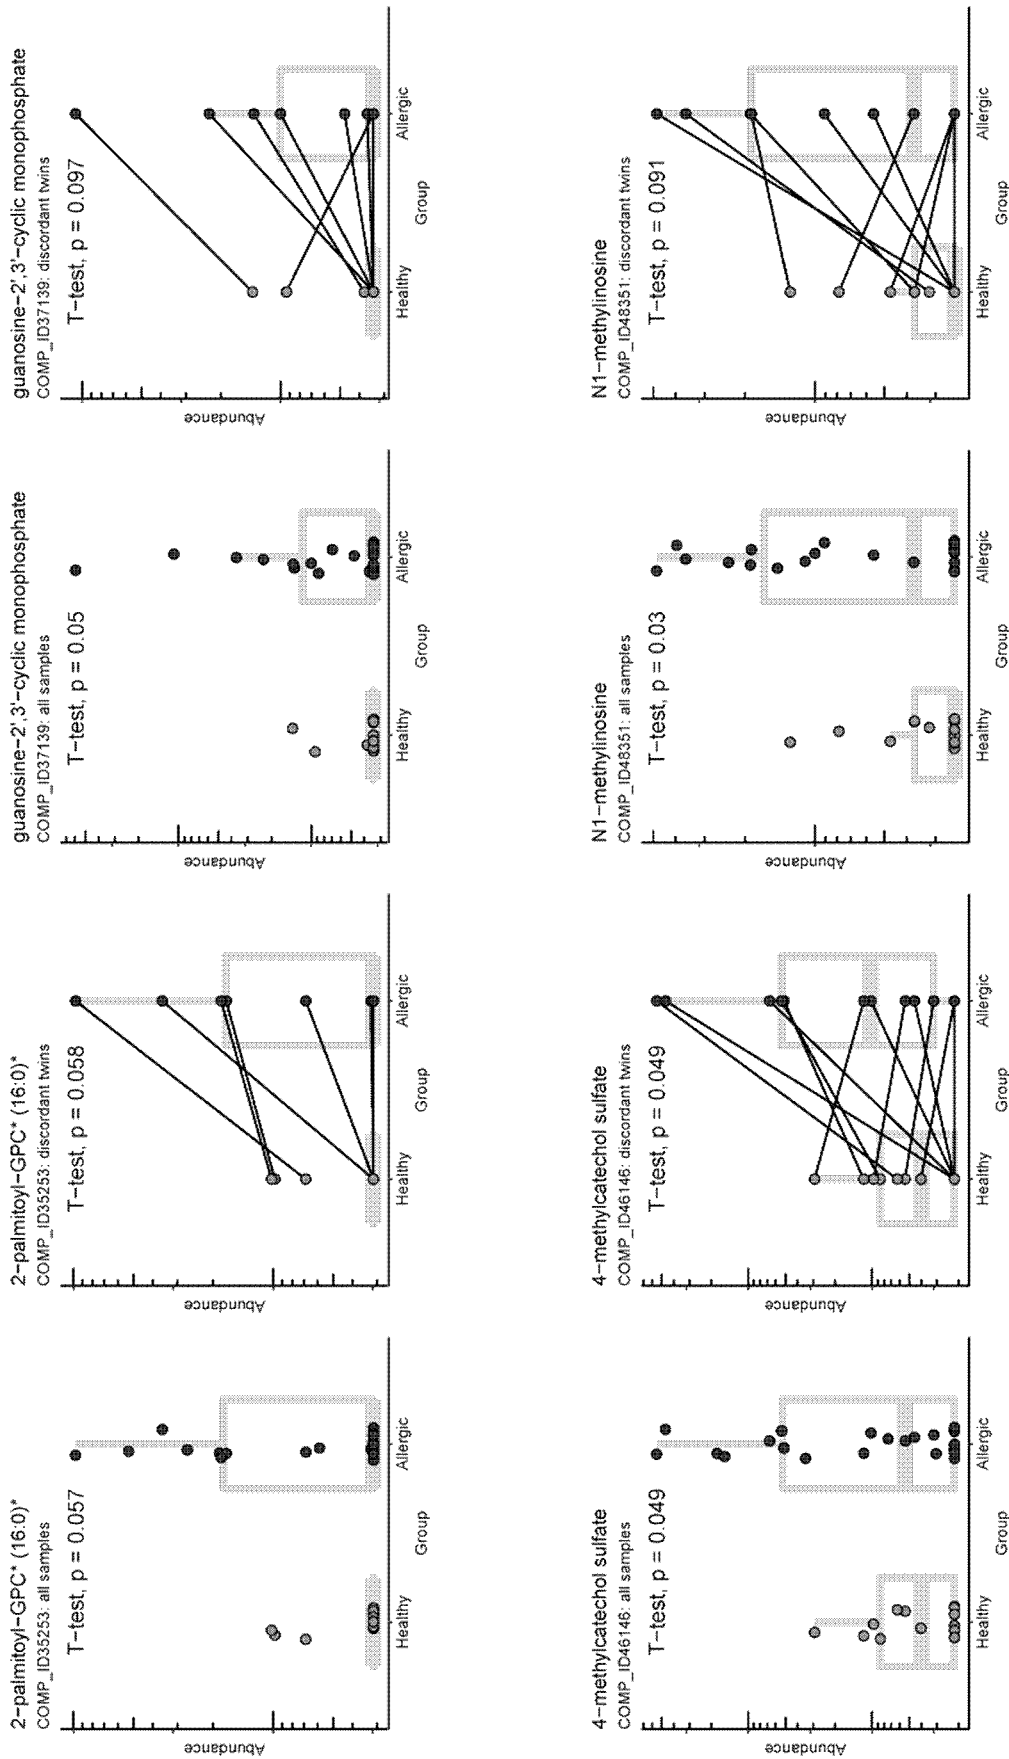 2−palmitoyl−GPC* (16:0)*
COMP_ID35253: all samples
T−test, p = 0.057
Abundance
Healthy
Allergic
Group
2−palmitoyl−GPC* (16:0)*
COMP_ID35253: discordant twins
T−test, p = 0.058
Abundance
Healthy
Allergic
Group
guanosine−2',3'−cyclic monophosphate
COMP_ID37139: all samples
T−test, p = 0.05
Abundance
Healthy
Allergic
Group
guanosine−2',3'−cyclic monophosphate
COMP_ID37139: discordant twins
T−test, p = 0.097
Abundance
Healthy
Allergic
Group
4−methylcatechol sulfate
COMP_ID46146: all samples
T−test, p = 0.049
Abundance
Healthy
Allergic
Group
4−methylcatechol sulfate
COMP_ID46146: discordant twins
T−test, p = 0.049
Abundance
Healthy
Allergic
Group
N1−methylinosine
COMP_ID48351: all samples
T−test, p = 0.03
Abundance
Healthy
Allergic
Group
N1−methylinosine
COMP_ID48351: discordant twins
T−test, p = 0.091
Abundance
Healthy
Allergic
Group